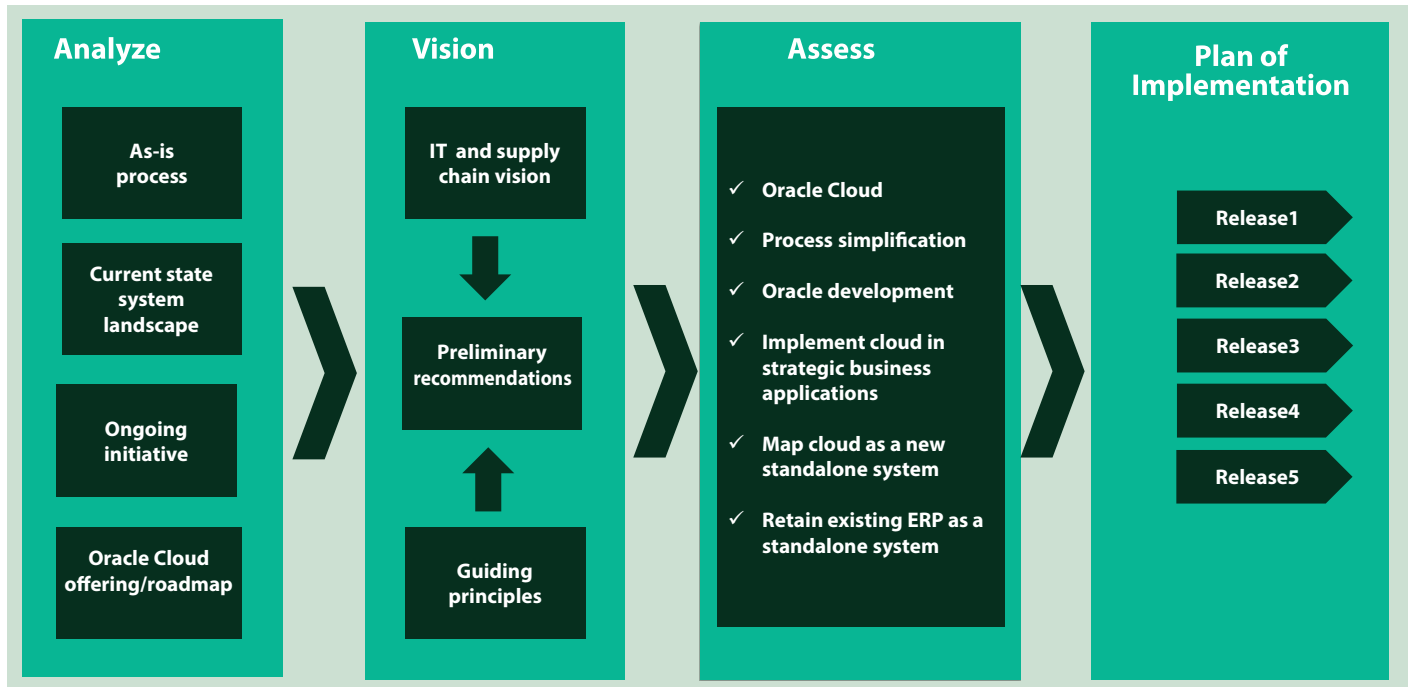 Analyze
As-is
process
Current state
system
landscape
Ongoing
initiative
Oracle Cloud
offering/roadmap
Vision
IT and supply
chain vision
Preliminary
recommendations
Guiding
principles
Assess
✓ Oracle Cloud
✓ Process simplification
✓ Oracle development
✓ Implement cloud in
strategic business
applications
✓ Map cloud as a new
standalone system
✓ Retain existing ERP as a
standalone system
Plan of
Implementation
Release1
Release2
Release3
Release4
Release5